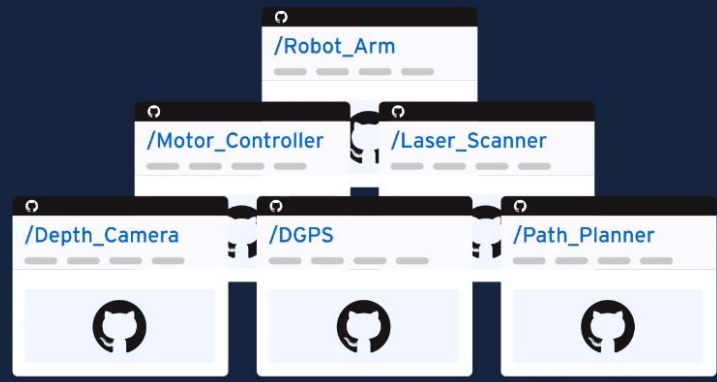 /Robot_Arm
/Motor_Controller
/Laser_Scanner
/Depth_Camera
/DGPS
/Path_Planner